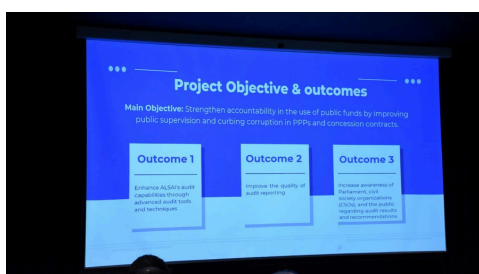 Project Objective & outcomes
Main Objective: Strengthen accountability in the use of public funds by improving
public supervision and curbing corruption in PPPs and concession contracts.
Outcome 1
Enhance ALSAI's audit
capabilities through
advanced audit tools
and techniques
Outcome 2
Improve the quality of
audit reporting
Outcome 3
Increase awareness of
Parliament, civil
society organizations
(CSOs), and the public
regarding audit results
and recommendations